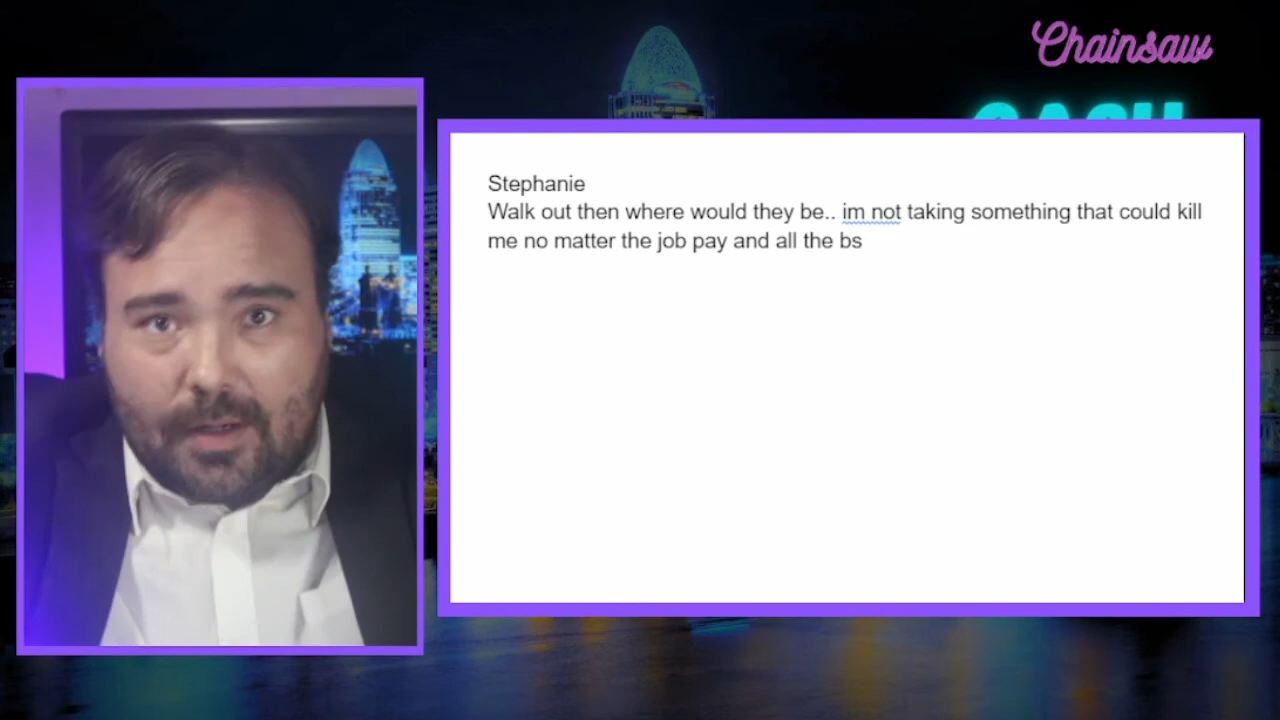 Chainsaw
Stephanie
Walk out then where would they be.. im not taking something that could kill
me no matter the job pay and all the bs